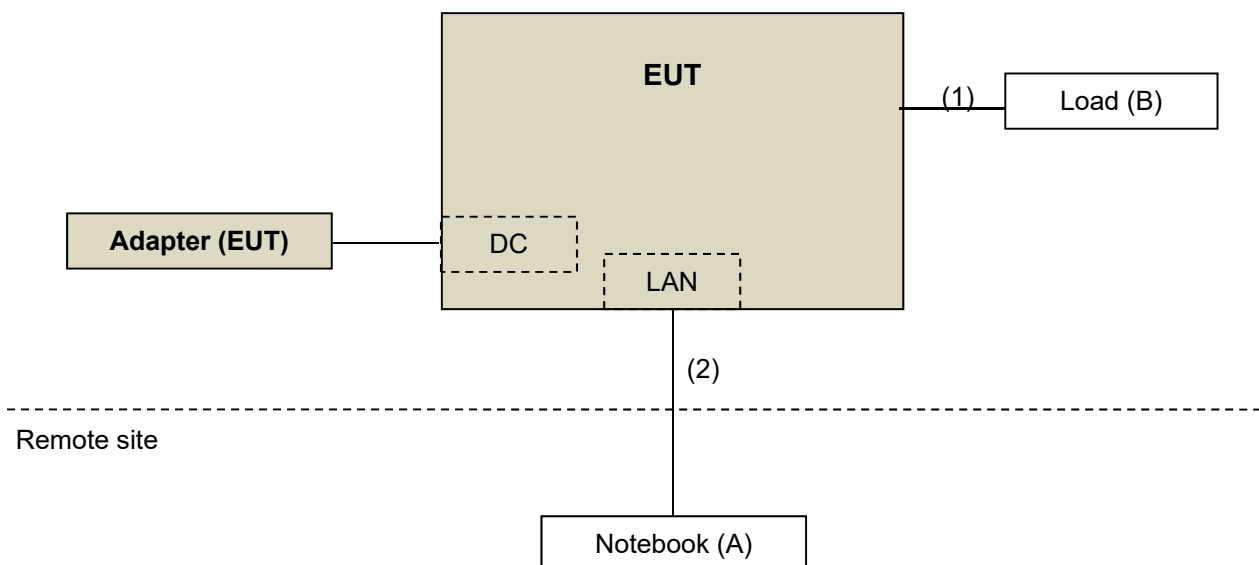 EUT
(1)
Load (B)
Adapter (EUT)
DC
LAN
(2)
Remote site
Notebook (A)